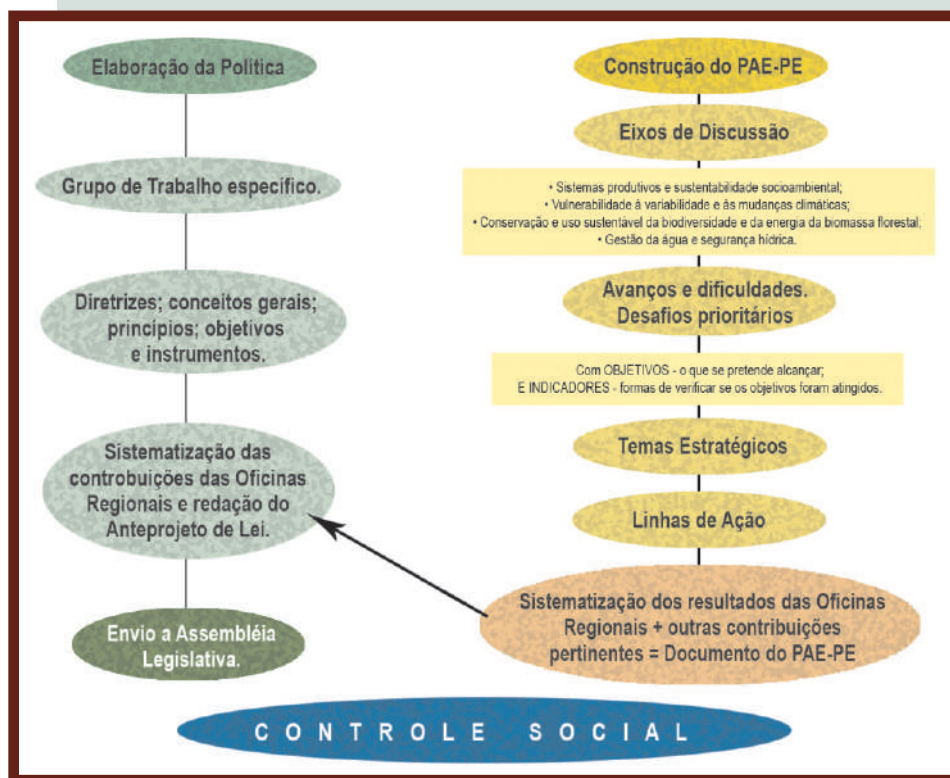 Elaboração da Política
Grupo de Trabalho específico.
Diretrizes; conceitos gerais;
princípios; objetivos
e instrumentos.
Sistematização das
controbuições das Oficinas
Regionais e redação do
Anteprojeto de Lei.
Envio a Assembléia
Legislativa.
Construção do PAE-PE
Eixos de Discussão
• Sistemas produtivos e sustentabilidade socioambiental;
• Vulnerabilidade à variabilidade e às mudanças climáticas;
• Conservação e uso sustentável da biodiversidade e da energia da biomassa florestal;
• Gestão da água e segurança hídrica.
Avanços e dificuldades.
Desafios prioritários
Com OBJETIVOS - o que se pretende alcançar;
E INDICADORES - formas de verificar se os objetivos foram atingidos.
Temas Estratégicos
Linhas de Ação
Sistematização dos resultados das Oficinas
Regionais + outras contribuições
pertinentes = Documento do PAE-PE
CONTROLE SOCIAL